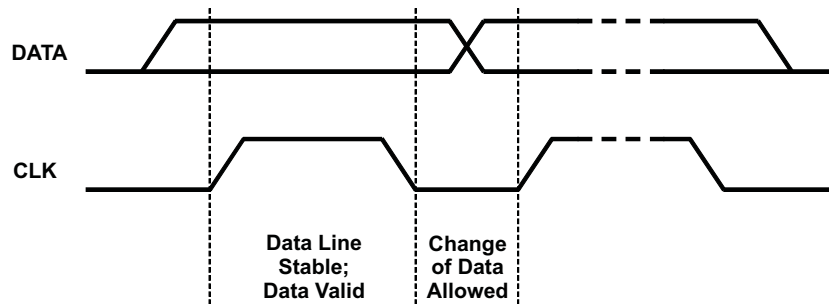 DATA
CLK
Data Line
Stable;
Data Valid
Change
of Data
Allowed